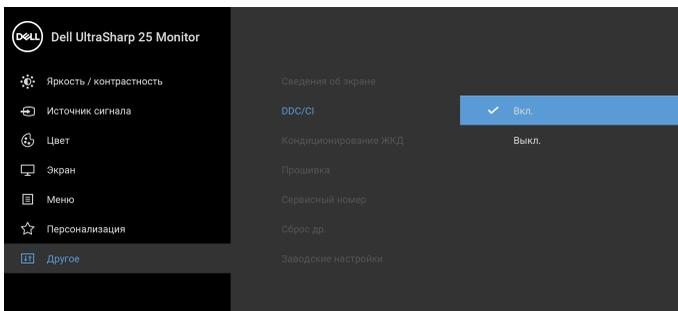 DELL Dell UltraSharp 25 Monitor
Яркость / контрастность Сведения об экране
Источник сигнала DDC/CI Вкл.
Цвет Кондиционирование ЖКД Выкл.
Экран Прошивка
Меню Сервисный номер
Персонализация Сброс др.
Другое Заводские настройки